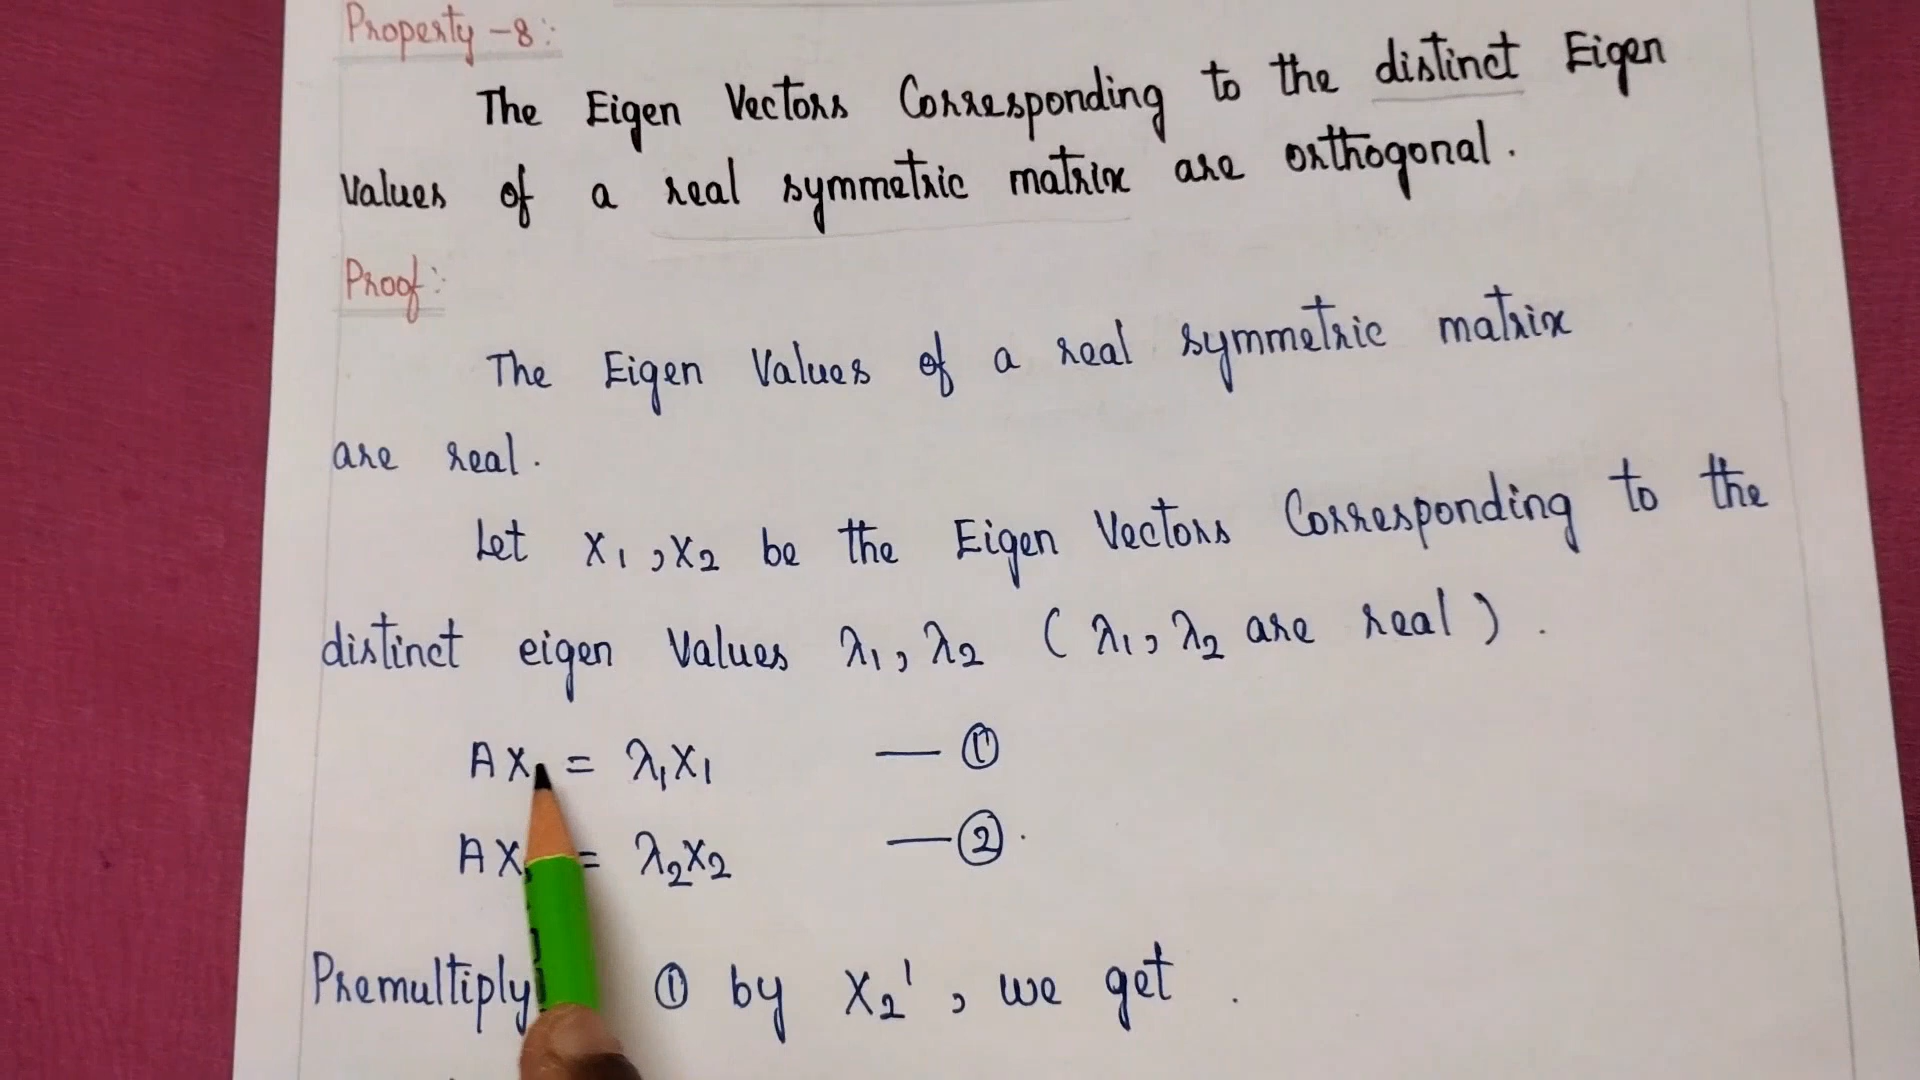 Property -8:
The Eigen Vectors Corresponding to the distinct Eigen
Values of a real symmetric matrix are orthogonal.
Proof:
The Eigen Values of a real symmetric matrix
are real.
Let X₁, X₂ be the Eigen Vectors Corresponding to the
distinct eigen Values λ₁, λ₂ (λ₁, λ₂ are real).
AX₁ = λ₁X₁ — ①
AX = λ₂X₂ — ②.
Premultiply ① by X₂', we get.